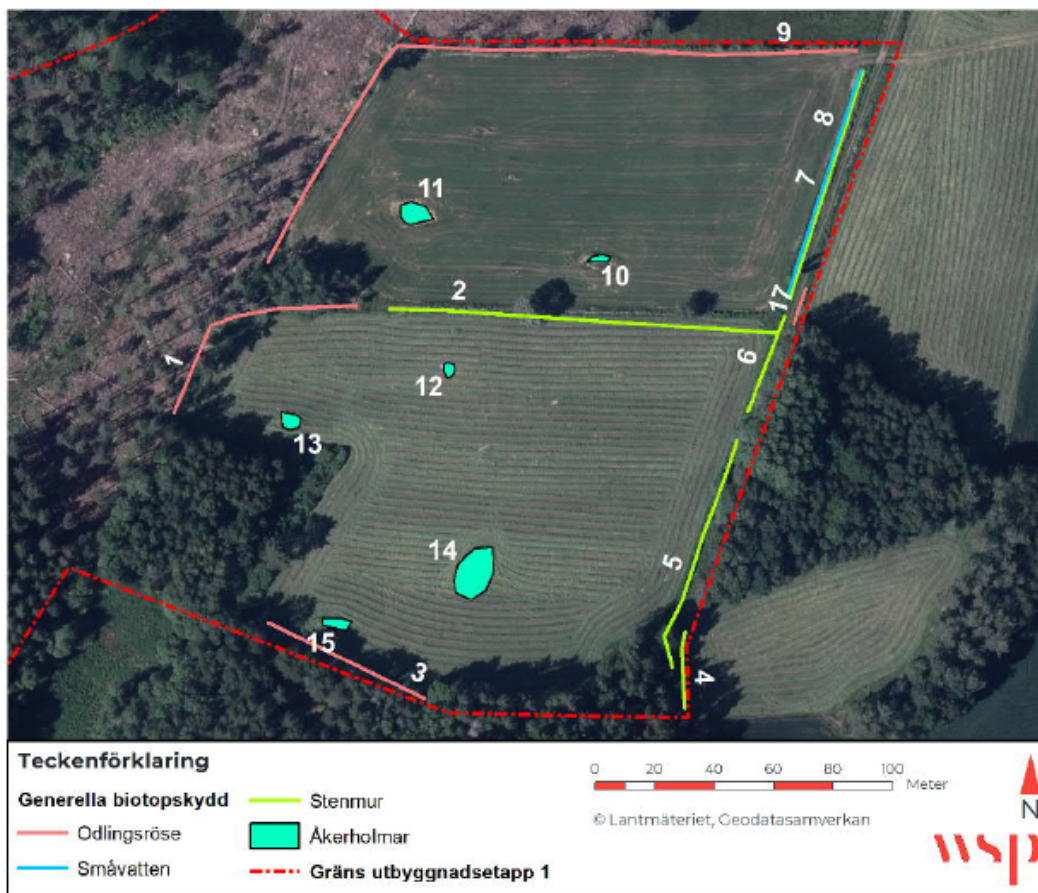 9
8
7
11
10
2
17
6
1
12
13
14
5
15
3
4
Teckenförklaring
Generella biotopskydd
Odlingsröse
Småvatten
Stenmur
Åkerholmar
Gräns utbyggnadsetapp 1
0 20 40 60 80 100
Meter
© Lantmäteriet, Geodatasamverkan
N
wsp